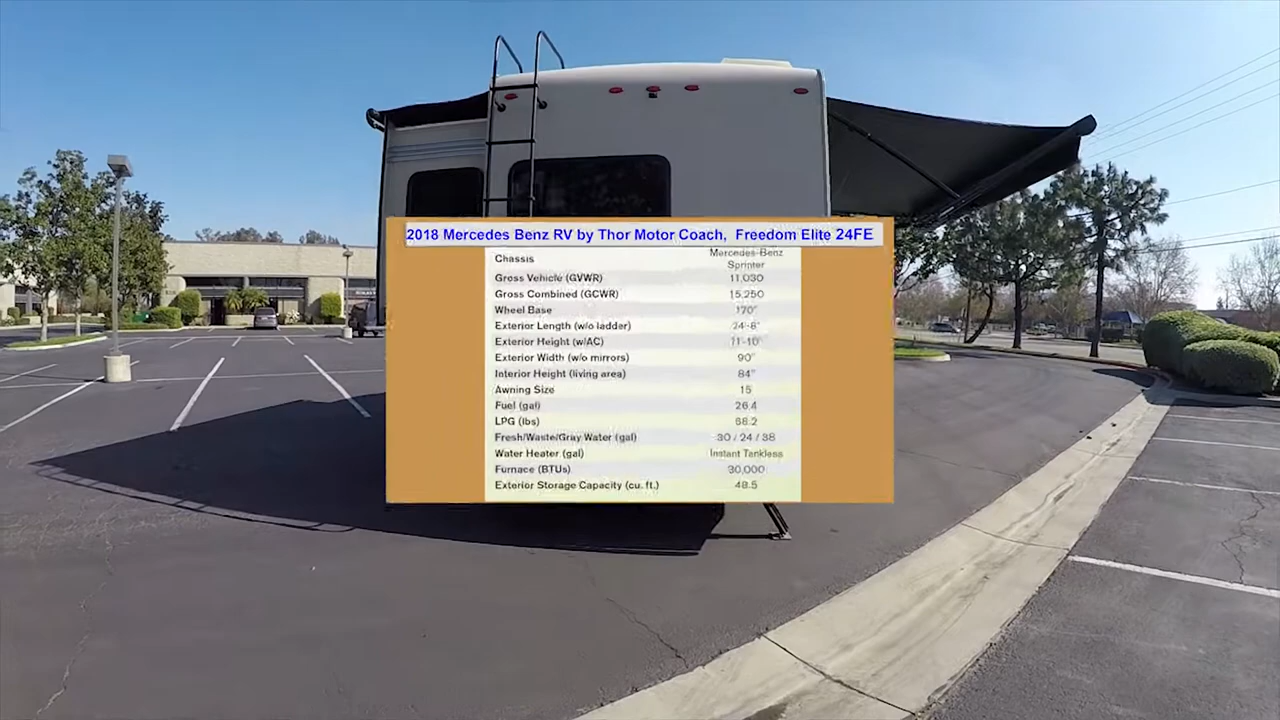 2018 Mercedes Benz RV by Thor Motor Coach, Freedom Elite 24FE
Chassis Mercedes-Benz Sprinter
Gross Vehicle (GVWR) 11,030
Gross Combined (GCWR) 15,250
Wheel Base 170"
Exterior Length (w/o ladder) 24'-8"
Exterior Height (w/AC) 11'-10"
Exterior Width (w/o mirrors) 90"
Interior Height (living area) 84"
Awning Size 15
Fuel (gal) 26.4
LPG (lbs) 68.2
Fresh/Waste/Gray Water (gal) 30 / 24 / 38
Water Heater (gal) Instant Tankless
Furnace (BTUs) 30,000
Exterior Storage Capacity (cu. ft.) 48.5